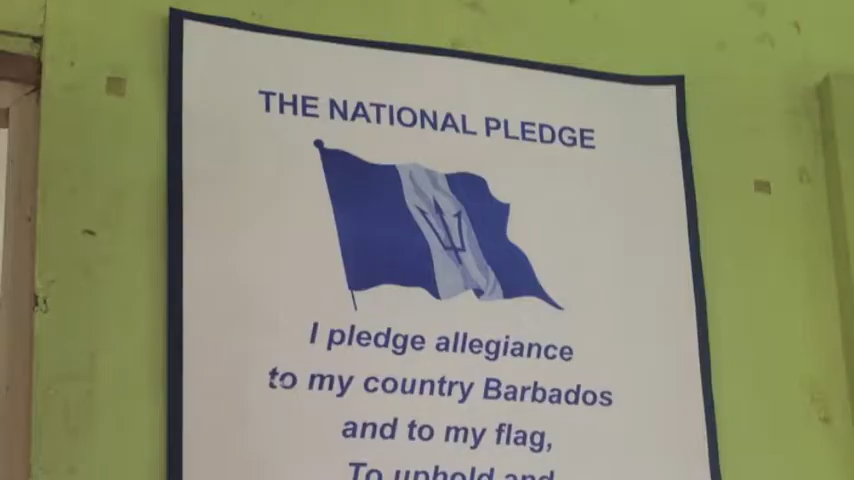 THE NATIONAL PLEDGE
I pledge allegiance
to my country Barbados
and to my flag,
To uphold and